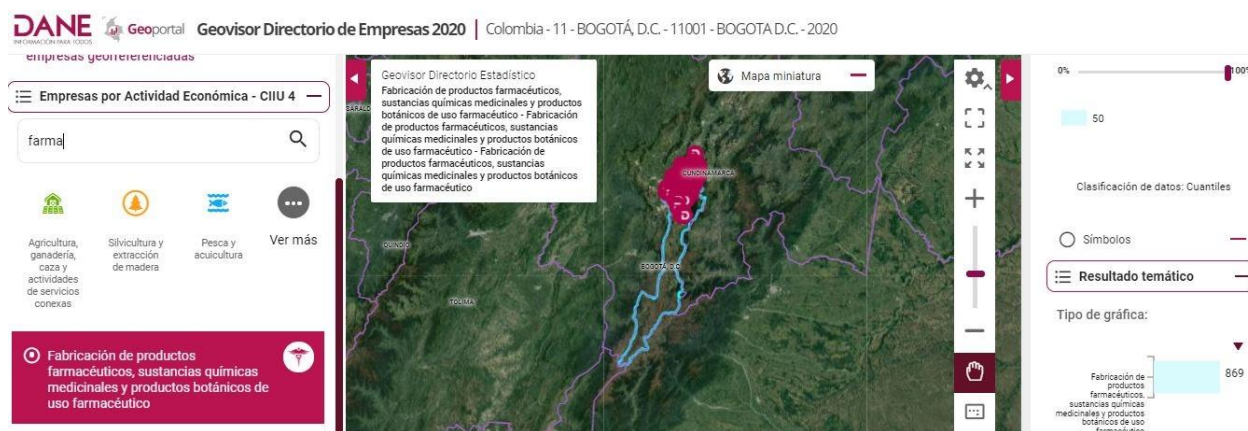 DANE
INFORMACIÓN PARA TODOS
Geoportal
Geovisor Directorio de Empresas 2020
Colombia - 11 - BOGOTÁ, D.C. - 11001 - BOGOTA D.C. - 2020
empresas georreferenciadas
Empresas por Actividad Económica - CIIU 4
farma
Agricultura,
ganadería,
caza y
actividades
de servicios
conexas
Silvicultura y
extracción
de madera
Pesca y
acuicultura
Ver más
Fabricación de productos
farmacéuticos, sustancias químicas
medicinales y productos botánicos de
uso farmacéutico
Geovisor Directorio Estadístico
Fabricación de productos farmacéuticos,
sustancias químicas medicinales y productos
botánicos de uso farmacéutico - Fabricación
de productos farmacéuticos, sustancias
químicas medicinales y productos botánicos
de uso farmacéutico - Fabricación de
productos farmacéuticos, sustancias
químicas medicinales y productos botánicos
de uso farmacéutico
Mapa miniatura
CUNDINAMARCA
QUINDIO
BOGOTÁ, D.C.
TOLIMA
0%
100%
50
Clasificación de datos: Cuantiles
Símbolos
Resultado temático
Tipo de gráfica:
Fabricación de
productos
farmacéuticos,
sustancias químicas
medicinales y productos
botánicos de uso
farmacéutico
869